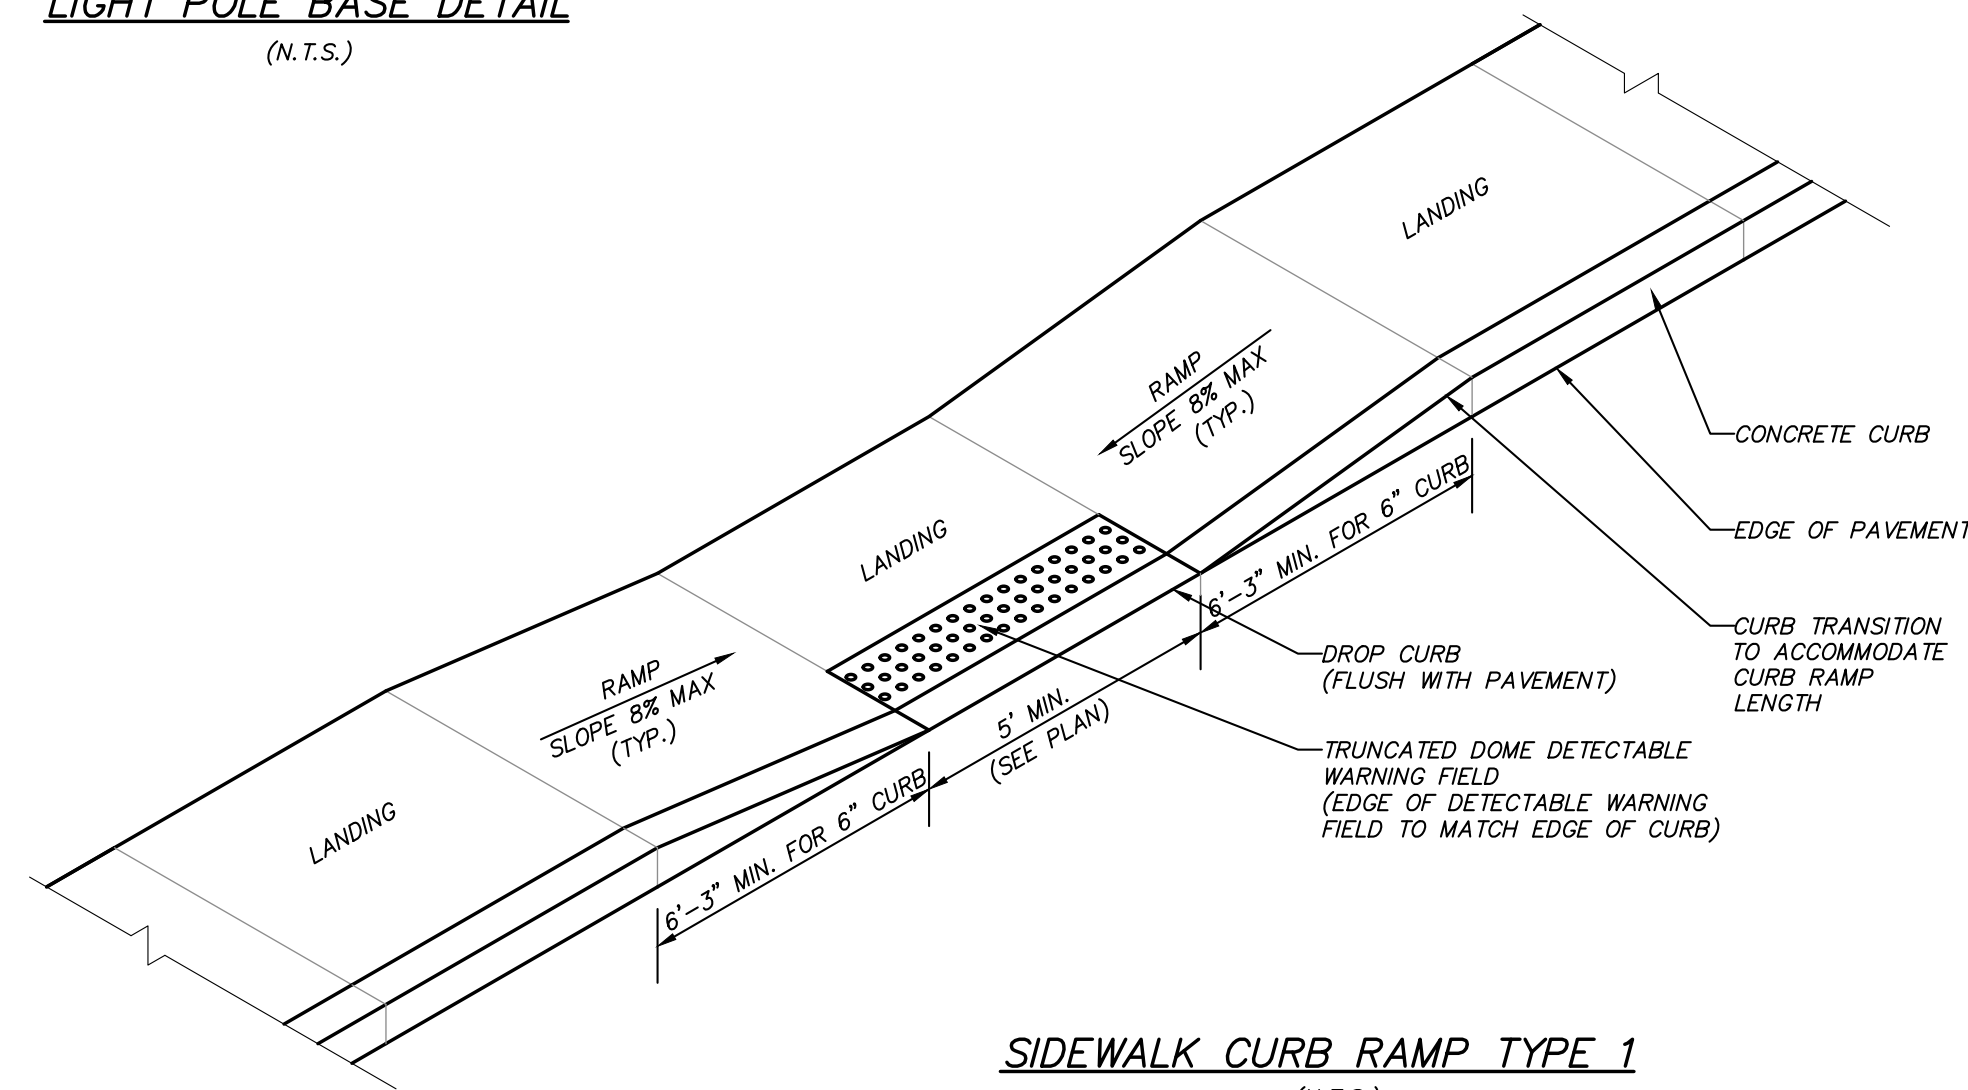 LIGHT POLE BASE DETAIL
(N.T.S.)
LANDING
RAMP
SLOPE 8% MAX
(TYP.)
LANDING
RAMP
SLOPE 8% MAX
(TYP.)
LANDING
6'-3" MIN. FOR 6" CURB
5' MIN.
(SEE PLAN)
6'-3" MIN. FOR 6" CURB
CONCRETE CURB
EDGE OF PAVEMENT
CURB TRANSITION
TO ACCOMMODATE
CURB RAMP
LENGTH
DROP CURB
(FLUSH WITH PAVEMENT)
TRUNCATED DOME DETECTABLE
WARNING FIELD
(EDGE OF DETECTABLE WARNING
FIELD TO MATCH EDGE OF CURB)
SIDEWALK CURB RAMP TYPE 1